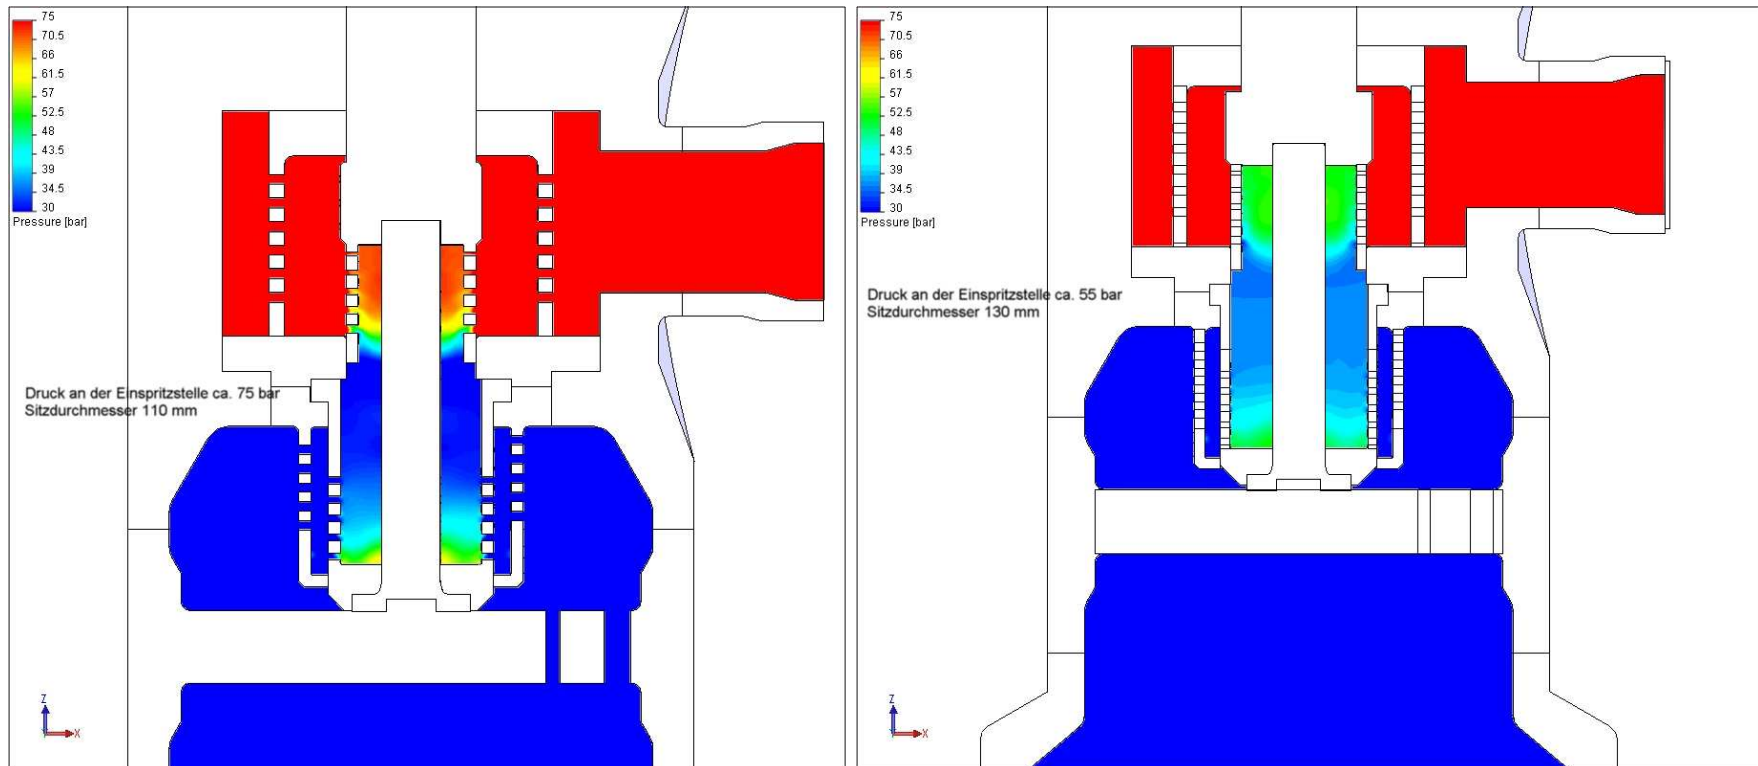 75
70.5
66
61.5
57
52.5
48
43.5
39
34.5
30
Pressure [bar]
Druck an der Einspritzstelle ca. 75 bar
Sitzdurchmesser 110 mm
Z
X
75
70.5
66
61.5
57
52.5
48
43.5
39
34.5
30
Pressure [bar]
Druck an der Einspritzstelle ca. 55 bar
Sitzdurchmesser 130 mm
Z
X